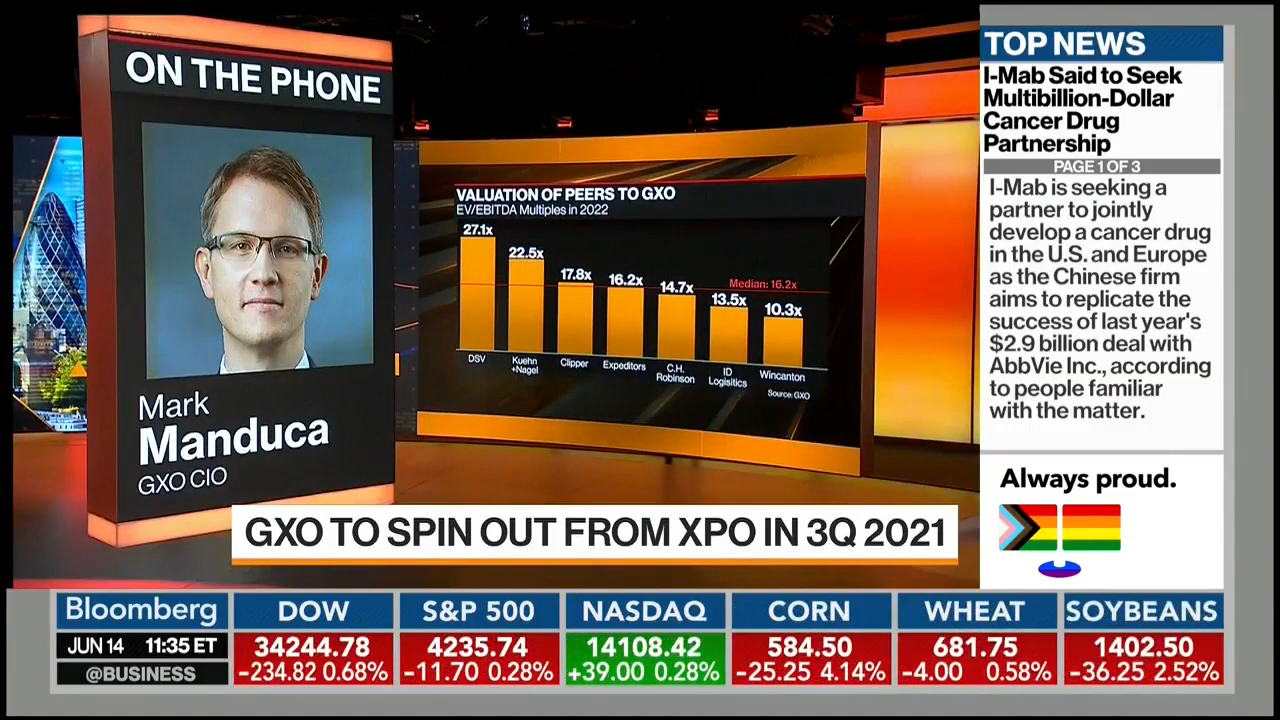 ON THE PHONE
Mark
Manduca
GXO CIO
VALUATION OF PEERS TO GXO
EV/EBITDA Multiples in 2022
27.1x
22.5x
17.8x
16.2x
14.7x
13.5x
10.3x
Median: 16.2x
DSV
Kuehn
+Nagel
Clipper
Expeditors
C.H.
Robinson
ID
Logisitics
Wincanton
Source: GXO
GXO TO SPIN OUT FROM XPO IN 3Q 2021
TOP NEWS
I-Mab Said to Seek
Multibillion-Dollar
Cancer Drug
Partnership
PAGE 1 OF 3
I-Mab is seeking a
partner to jointly
develop a cancer drug
in the U.S. and Europe
as the Chinese firm
aims to replicate the
success of last year's
$2.9 billion deal with
AbbVie Inc., according
to people familiar
with the matter.
Always proud.
Bloomberg DOW S&P 500 NASDAQ CORN WHEAT SOYBEANS
JUN 14 11:35 ET 34244.78 4235.74 14108.42 584.50 681.75 1402.50
@BUSINESS -234.82 0.68% -11.70 0.28% +39.00 0.28% -25.25 4.14% -4.00 0.58% -36.25 2.52%